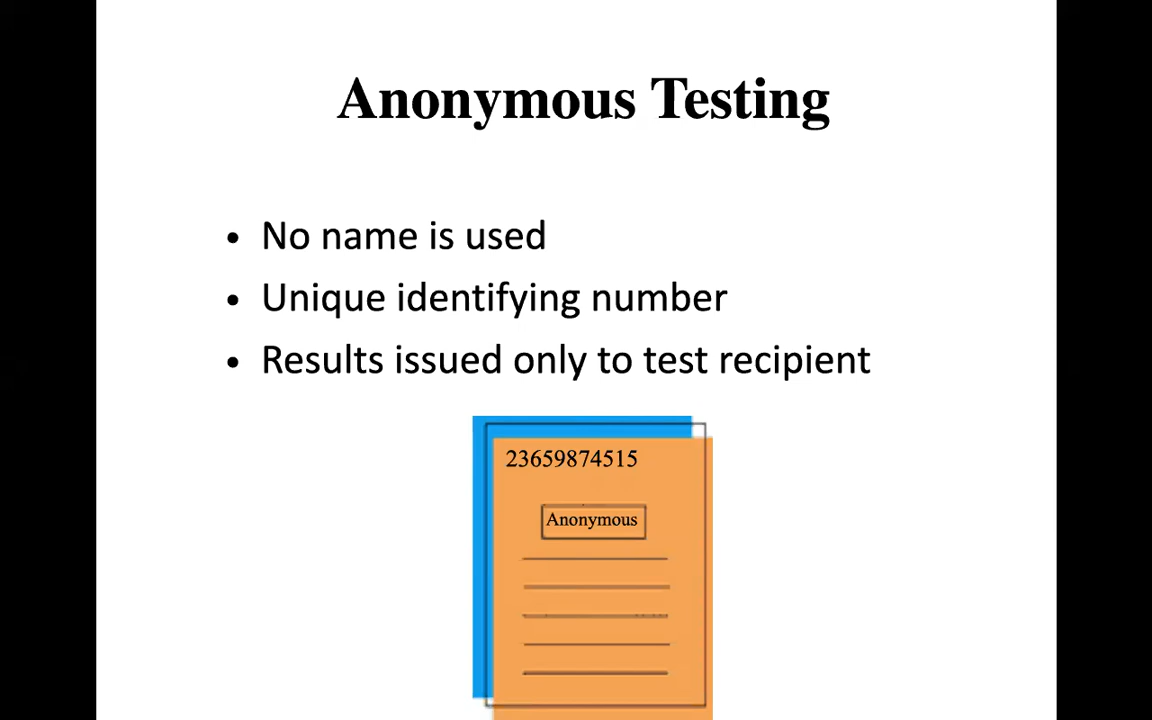 Anonymous Testing
• No name is used
• Unique identifying number
• Results issued only to test recipient
23659874515
Anonymous